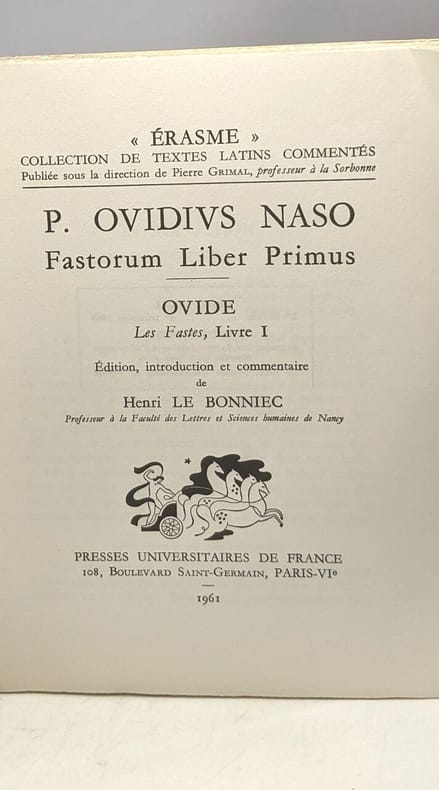 « ÉRASME »
COLLECTION DE TEXTES LATINS COMMENTÉS
Publiée sous la direction de Pierre GRIMAL, professeur à la Sorbonne
P. OVIDIVS NASO
Fastorum Liber Primus
OVIDE
Les Fastes, Livre I
Édition, introduction et commentaire
de
Henri LE BONNIEC
Professeur à la Faculté des Lettres et Sciences humaines de Nancy
PRESSES UNIVERSITAIRES DE FRANCE
108, BOULEVARD SAINT-GERMAIN, PARIS-VIe
1961